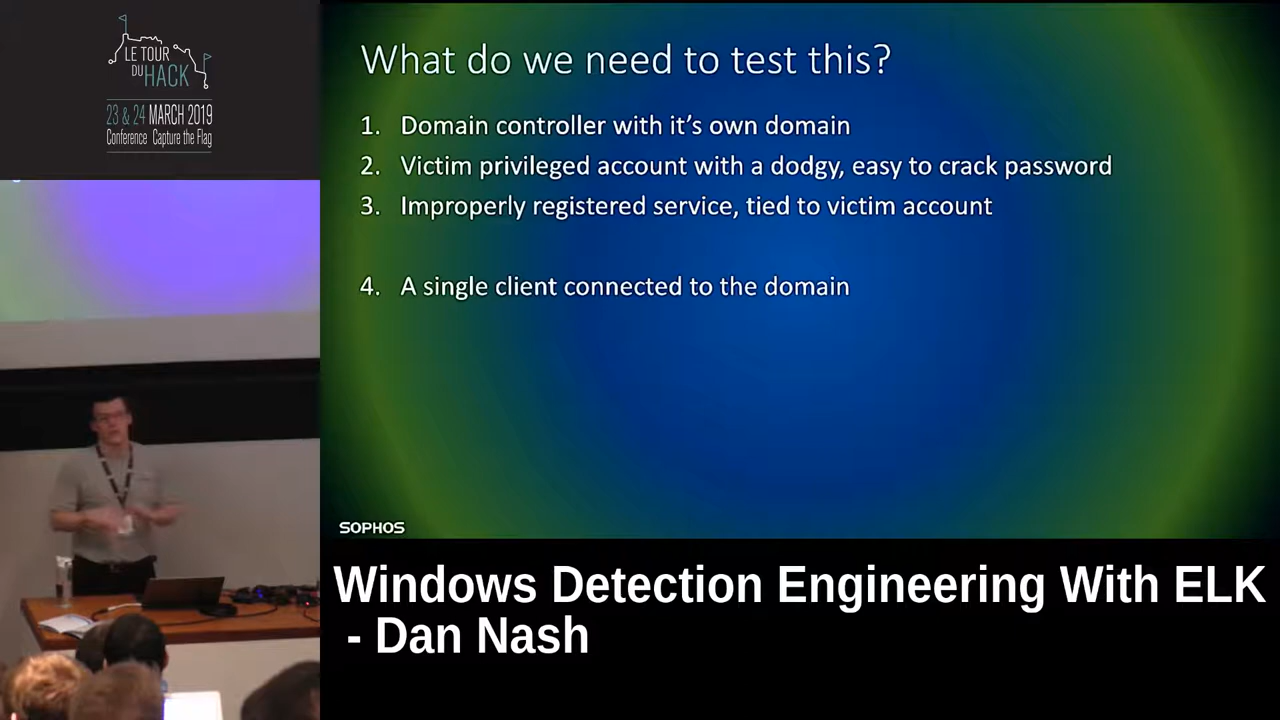 LE TOUR
DU HACK
23 & 24 MARCH 2019
Conference Capture the Flag
What do we need to test this?
1. Domain controller with it's own domain
2. Victim privileged account with a dodgy, easy to crack password
3. Improperly registered service, tied to victim account
4. A single client connected to the domain
SOPHOS
Windows Detection Engineering With ELK
- Dan Nash